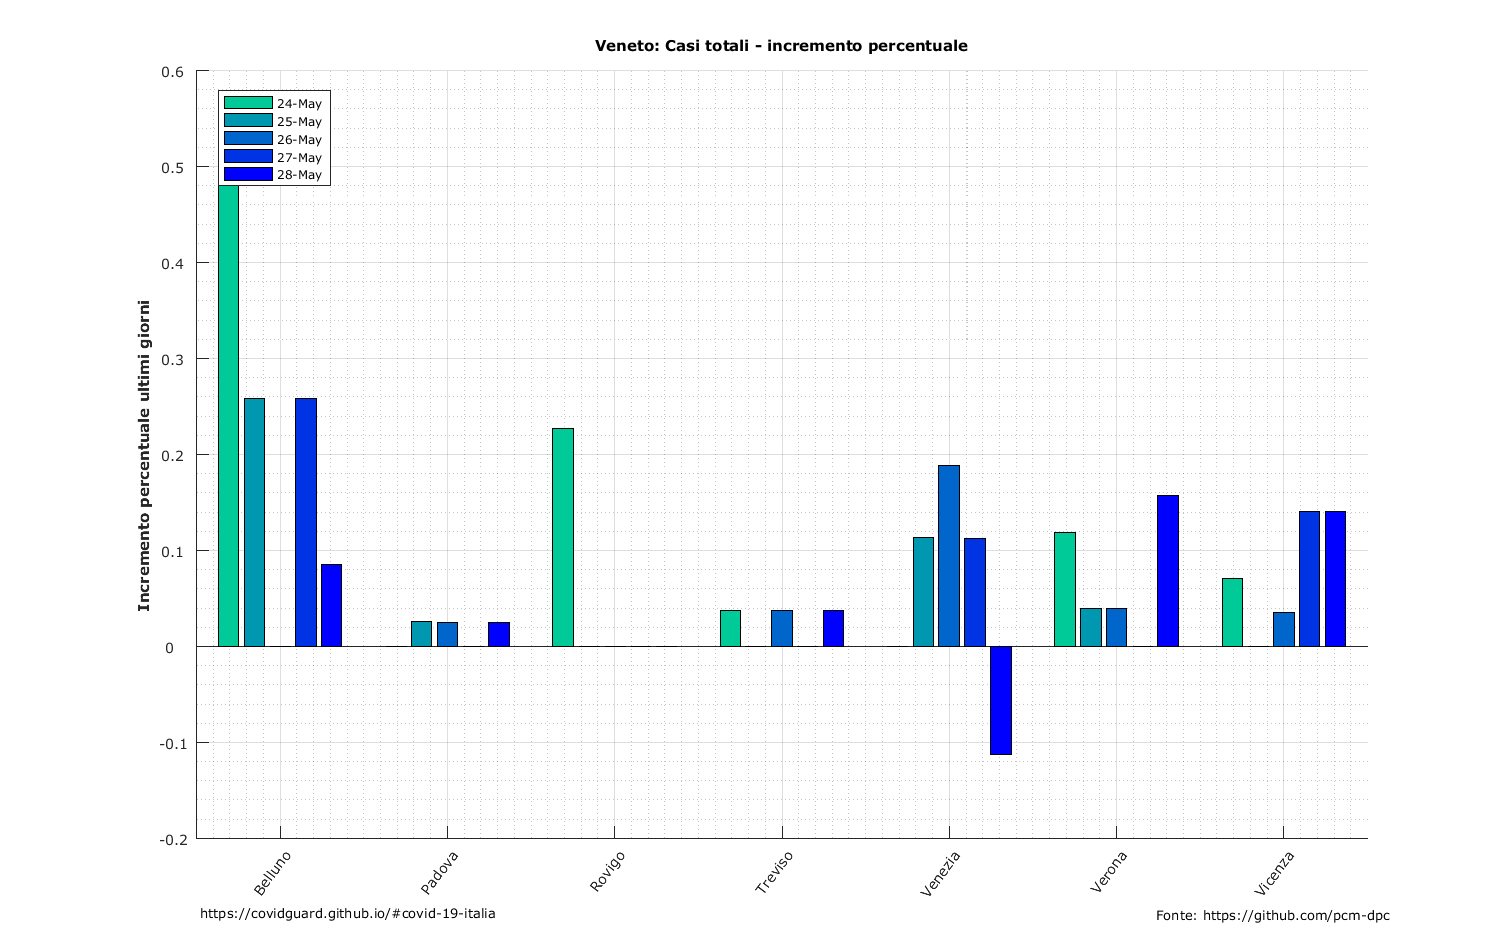 Veneto: Casi totali - incremento percentuale
Incremento percentuale ultimi giorni
0.6
0.5
0.4
0.3
0.2
0.1
0
-0.1
-0.2
24-May
25-May
26-May
27-May
28-May
Belluno
Padova
Rovigo
Treviso
Venezia
Verona
Vicenza
https://covidguard.github.io/#covid-19-italia
Fonte: https://github.com/pcm-dpc